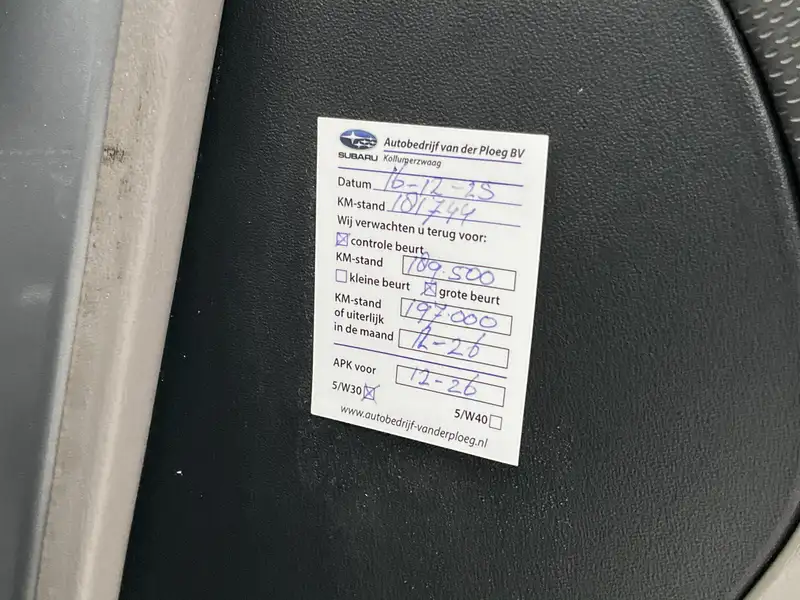 SUBARU
Autobedrijf van der Ploeg BV
Kollumerzwaag
Datum 16-12-25
KM-stand 181744
Wij verwachten u terug voor:
controle beurt
KM-stand 189.500
kleine beurt grote beurt
KM-stand 197.000
of uiterlijk
in de maand 12-26
APK voor 12-26
5/W30 5/W40
www.autobedrijf-vanderploeg.nl